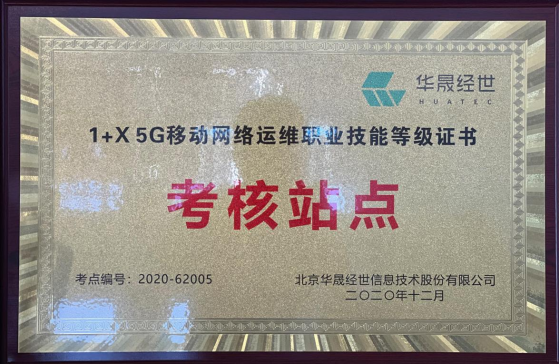 华晟经世
HUATEC
1+X 5G移动网络运维职业技能等级证书
考核站点
考点编号：2020-62005
北京华晟经世信息技术股份有限公司
二〇二〇年十二月